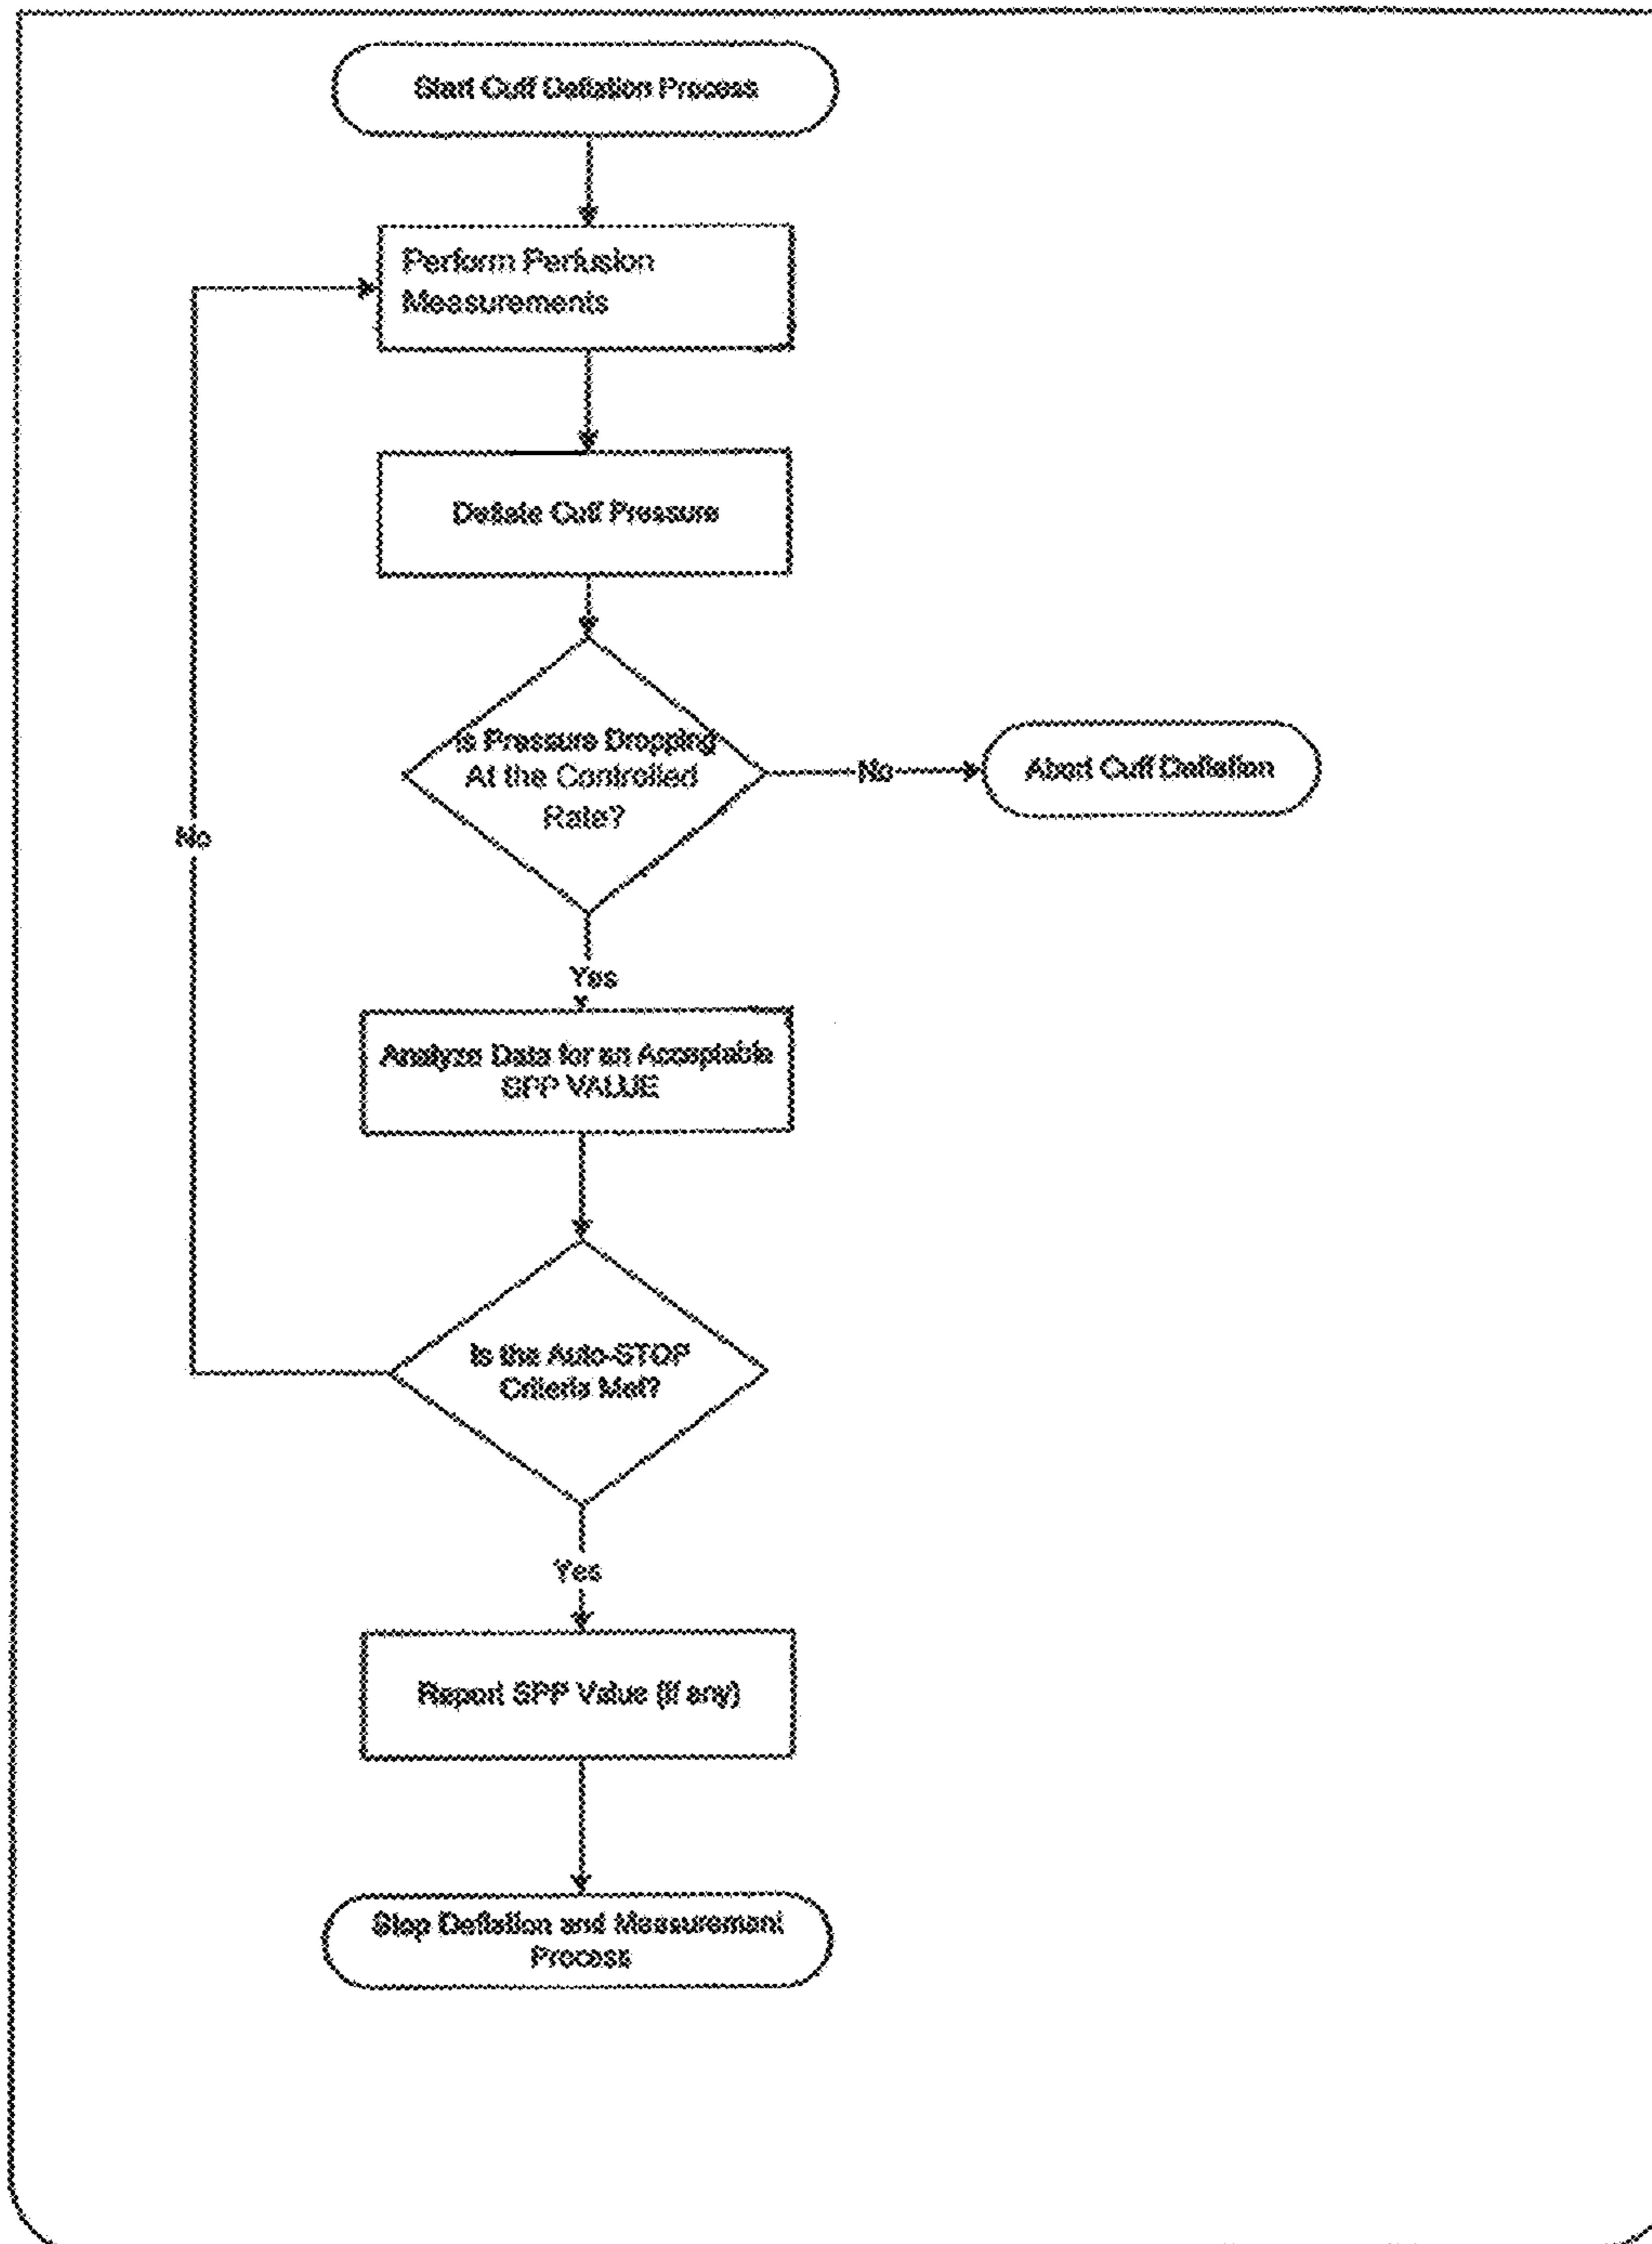 Start Cuff Deflation Process
Perform Perfusion
Measurements
Deflate Cuff Pressure
Is Pressure Dropping
At the Controlled
Rate?
No
Abort Cuff Deflation
No
Yes
Analyze Data for an Acceptable
SPP VALUE
Is the Auto-STOP
Criteria Met?
Yes
Report SPP Value (if any)
Stop Deflation and Measurement
Process